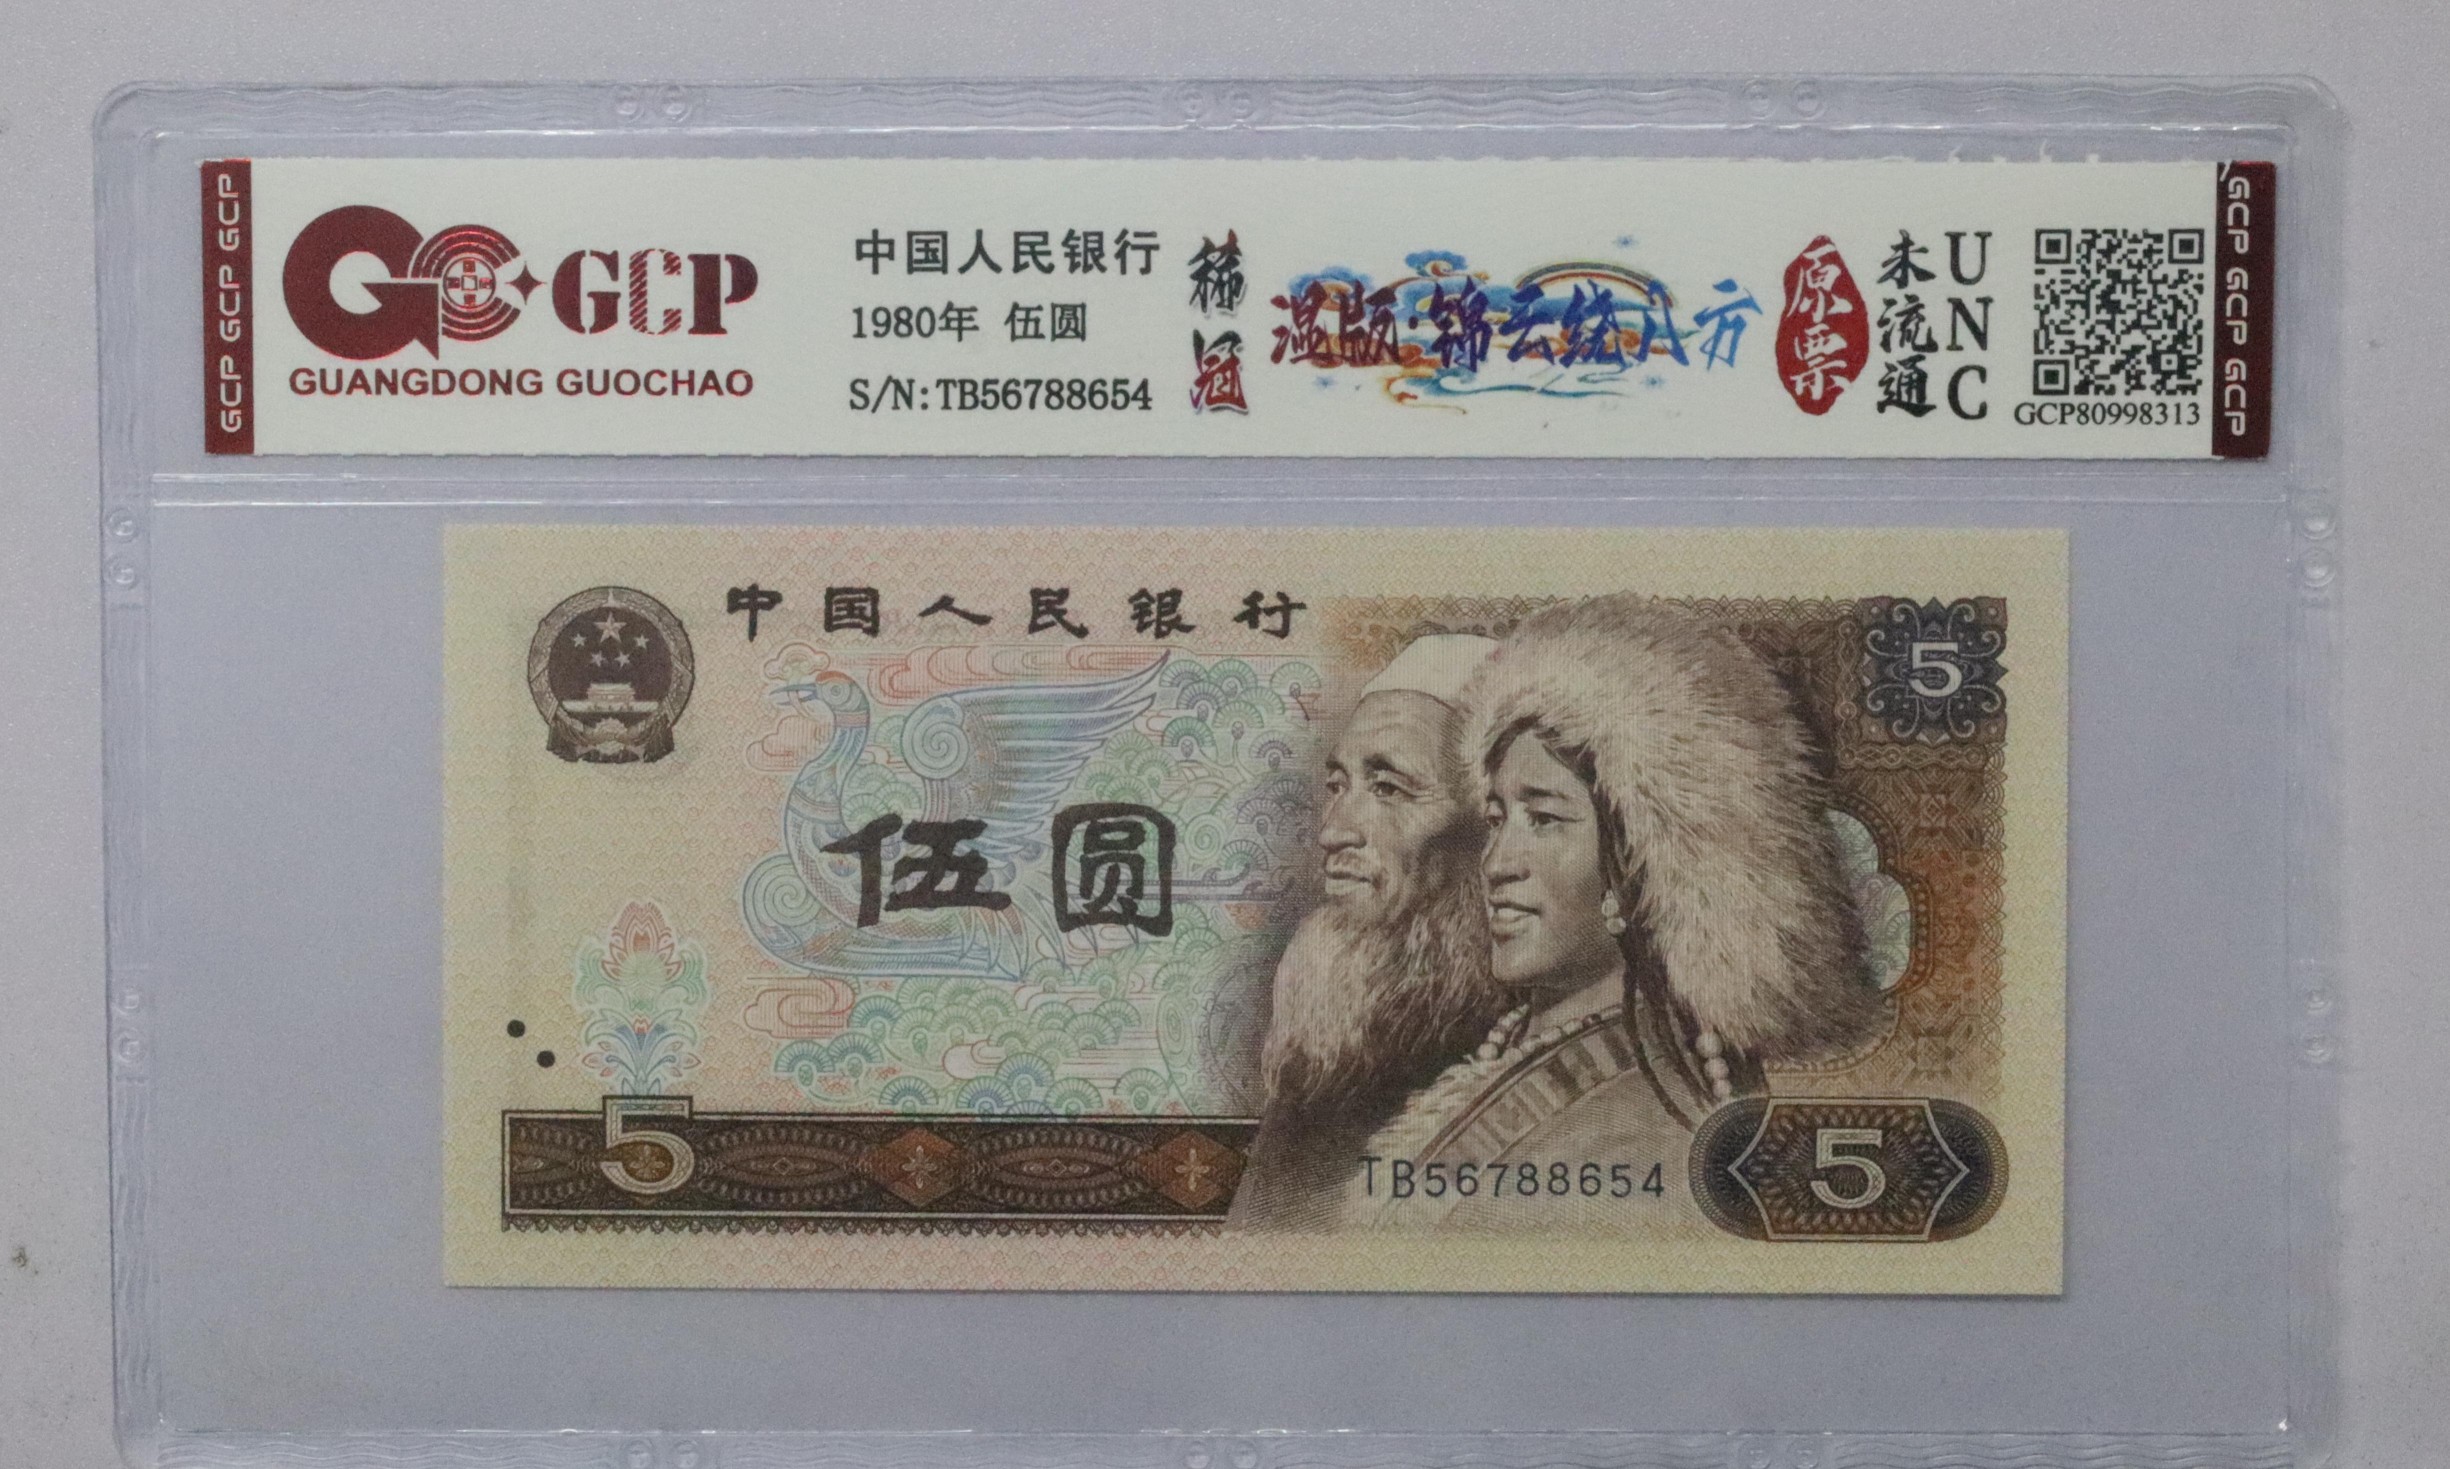 GCP GCP GCP
GCP
GUANGDONG GUOCHAO
中国人民银行
1980年 伍圆
S/N:TB56788654
稀冠
温版·锦云绕八方
原票
未流通
UNC
GCP80998313
GCP GCP GCP
中国人民银行
5
伍圆
5
TB56788654
5